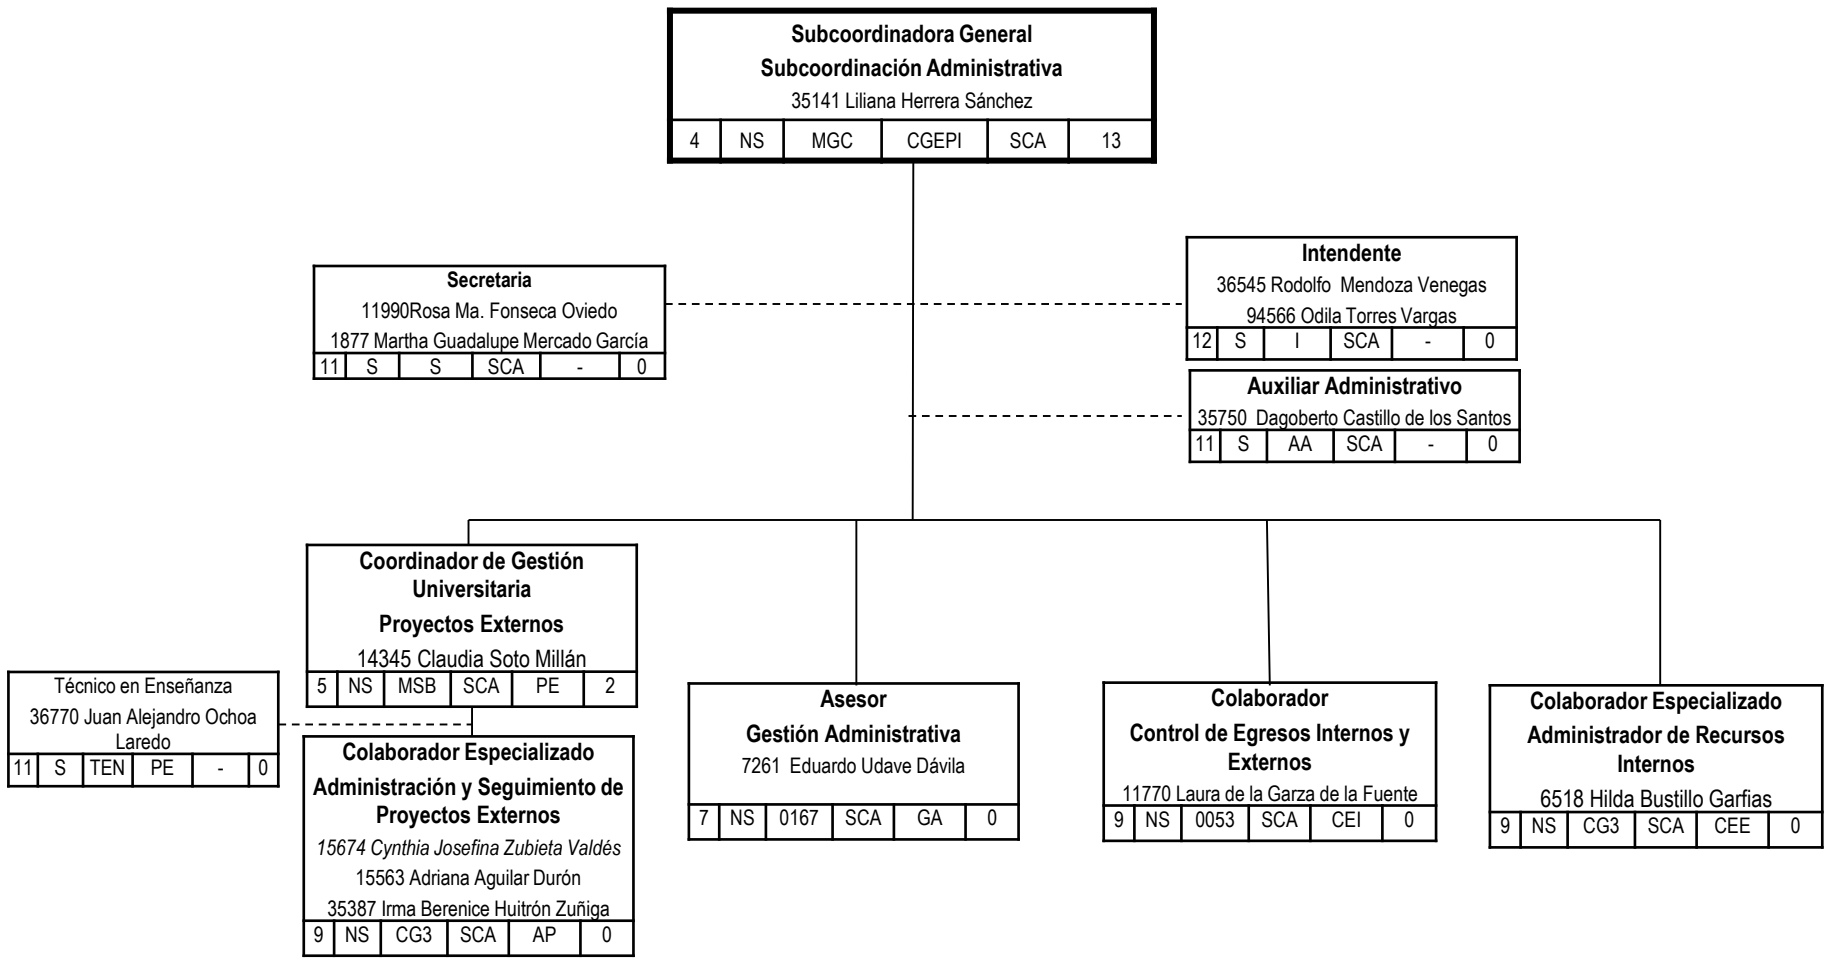 Subcoordinadora General
Subcoordinación Administrativa
35141 Liliana Herrera Sánchez
4 NS MGC CGEPI SCA 13
Secretaria
11990Rosa Ma. Fonseca Oviedo
1877 Martha Guadalupe Mercado García
11 S S SCA - 0
Intendente
36545 Rodolfo Mendoza Venegas
94566 Odila Torres Vargas
12 S I SCA - 0
Auxiliar Administrativo
35750 Dagoberto Castillo de los Santos
11 S AA SCA - 0
Coordinador de Gestión
Universitaria
Proyectos Externos
14345 Claudia Soto Millán
5 NS MSB SCA PE 2
Técnico en Enseñanza
36770 Juan Alejandro Ochoa
Laredo
11 S TEN PE - 0
Colaborador Especializado
Administración y Seguimiento de
Proyectos Externos
15674 Cynthia Josefina Zubieta Valdés
15563 Adriana Aguilar Durón
35387 Irma Berenice Huitrón Zuñiga
9 NS CG3 SCA AP 0
Asesor
Gestión Administrativa
7261 Eduardo Udave Dávila
7 NS 0167 SCA GA 0
Colaborador
Control de Egresos Internos y
Externos
11770 Laura de la Garza de la Fuente
9 NS 0053 SCA CEI 0
Colaborador Especializado
Administrador de Recursos
Internos
6518 Hilda Bustillo Garfias
9 NS CG3 SCA CEE 0